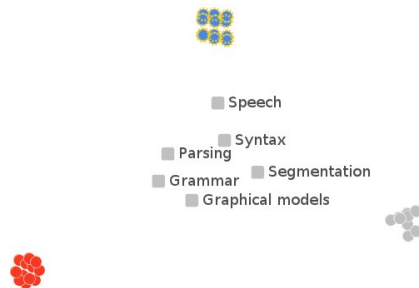 Speech
Syntax
Parsing
Segmentation
Grammar
Graphical models